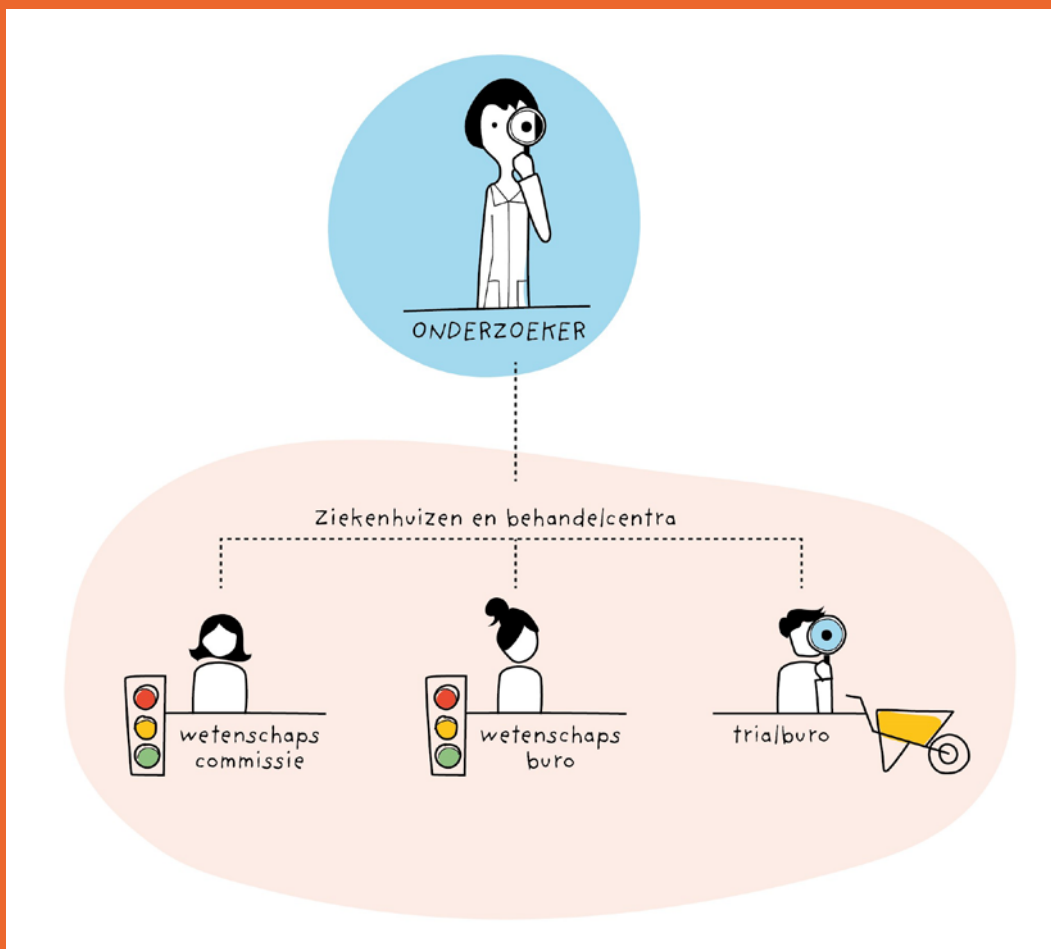 ONDERZOEKER
Ziekenhuizen en behandelcentra
wetenschaps
commissie
wetenschaps
buro
trialburo